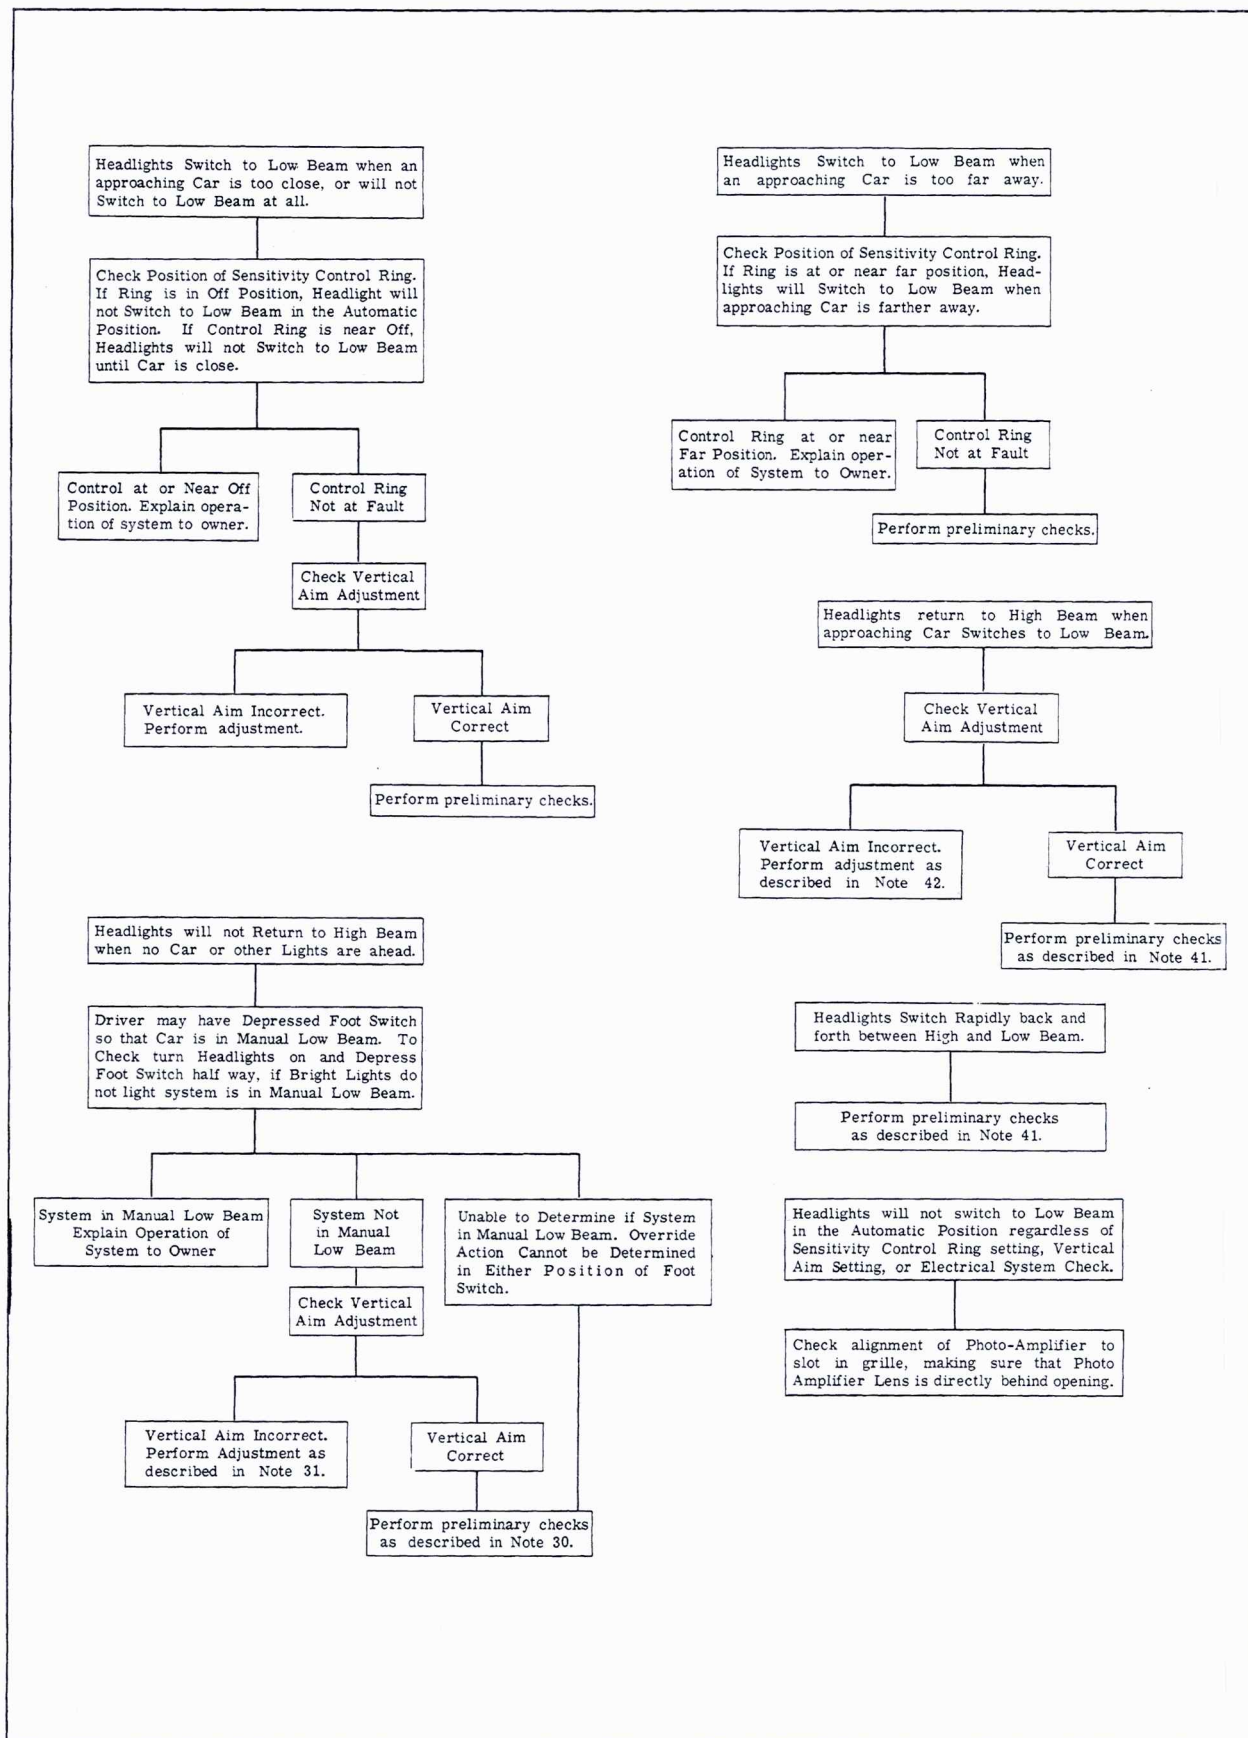 Headlights Switch to Low Beam when an
approaching Car is too close, or will not
Switch to Low Beam at all.
Check Position of Sensitivity Control Ring.
If Ring is in Off Position, Headlight will
not Switch to Low Beam in the Automatic
Position. If Control Ring is near Off,
Headlights will not Switch to Low Beam
until Car is close.
Control at or Near Off
Position. Explain opera-
tion of system to owner.
Control Ring
Not at Fault
Check Vertical
Aim Adjustment
Vertical Aim Incorrect.
Perform adjustment.
Vertical Aim
Correct
Perform preliminary checks.
Headlights will not Return to High Beam
when no Car or other Lights are ahead.
Driver may have Depressed Foot Switch
so that Car is in Manual Low Beam. To
Check turn Headlights on and Depress
Foot Switch half way, if Bright Lights do
not light system is in Manual Low Beam.
System in Manual Low Beam
Explain Operation of
System to Owner
System Not
in Manual
Low Beam
Unable to Determine if System
in Manual Low Beam. Override
Action Cannot be Determined
in Either Position of Foot
Switch.
Check Vertical
Aim Adjustment
Vertical Aim Incorrect.
Perform Adjustment as
described in Note 31.
Vertical Aim
Correct
Perform preliminary checks
as described in Note 30.
Headlights Switch to Low Beam when
an approaching Car is too far away.
Check Position of Sensitivity Control Ring.
If Ring is at or near far position, Head-
lights will Switch to Low Beam when
approaching Car is farther away.
Control Ring at or near
Far Position. Explain oper-
ation of System to Owner.
Control Ring
Not at Fault
Perform preliminary checks.
Headlights return to High Beam when
approaching Car Switches to Low Beam.
Check Vertical
Aim Adjustment
Vertical Aim Incorrect.
Perform adjustment as
described in Note 42.
Vertical Aim
Correct
Perform preliminary checks
as described in Note 41.
Headlights Switch Rapidly back and
forth between High and Low Beam.
Perform preliminary checks
as described in Note 41.
Headlights will not switch to Low Beam
in the Automatic Position regardless of
Sensitivity Control Ring setting, Vertical
Aim Setting, or Electrical System Check.
Check alignment of Photo-Amplifier to
slot in grille, making sure that Photo
Amplifier Lens is directly behind opening.